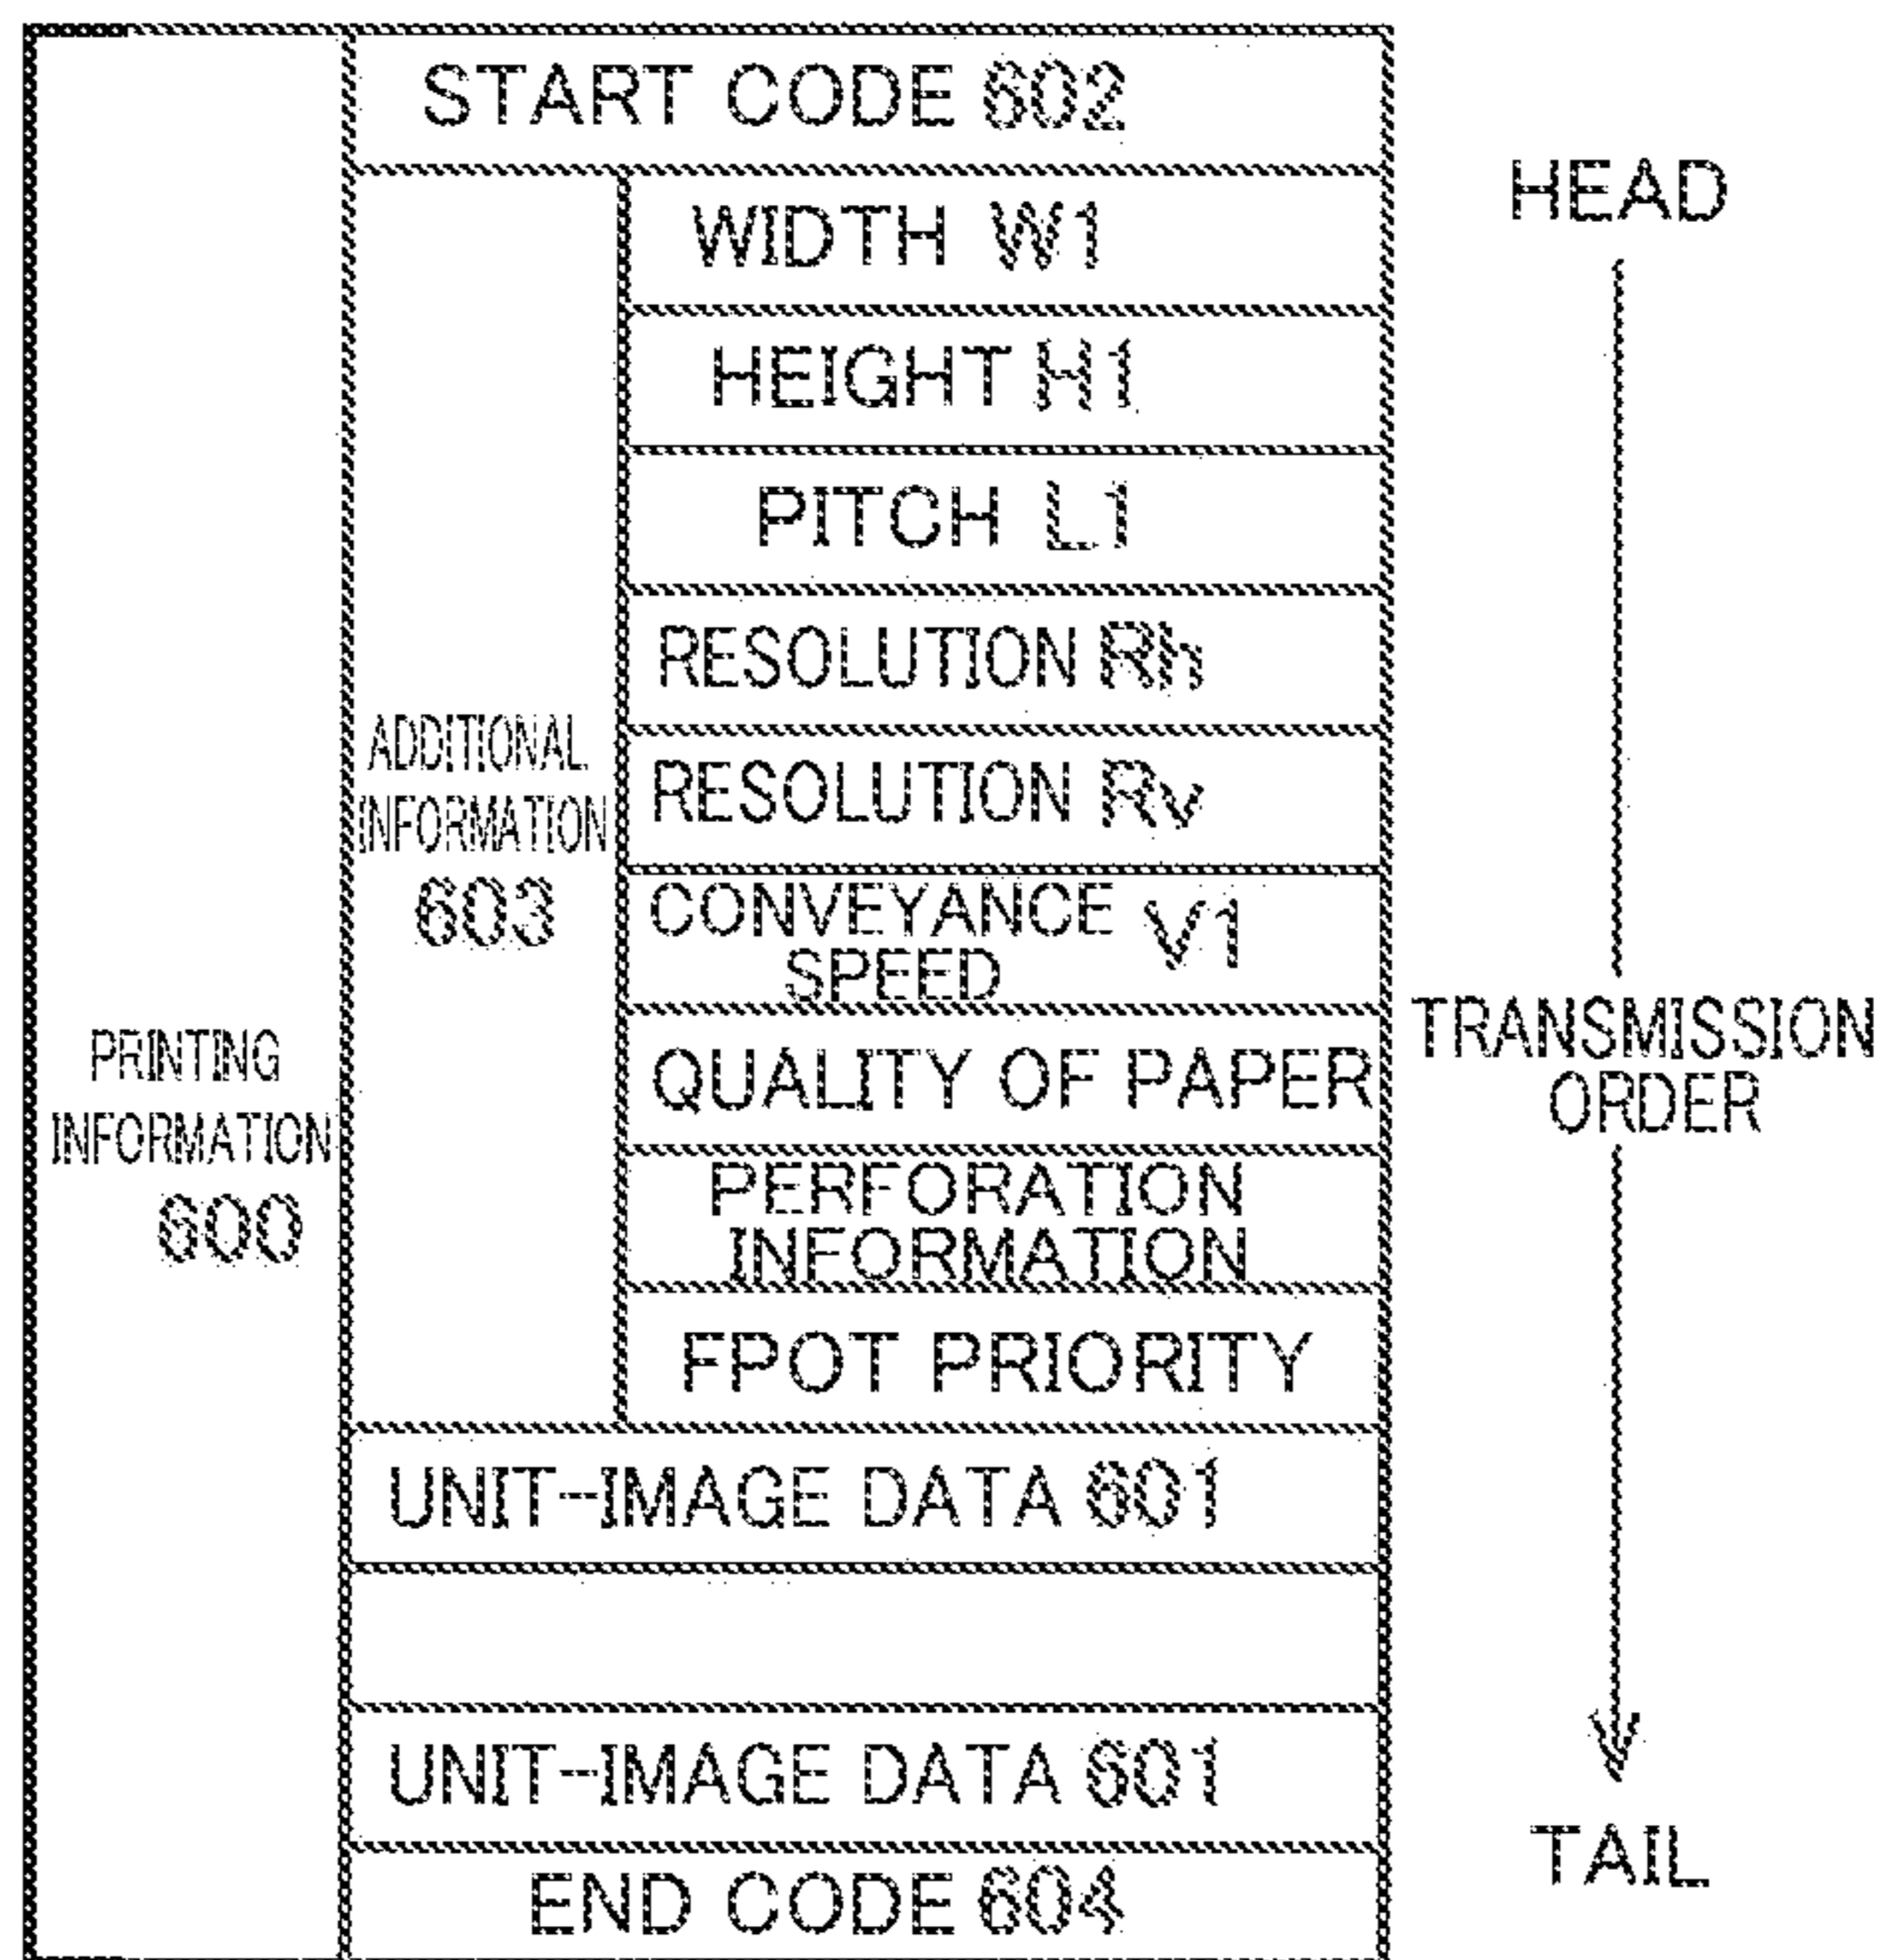 START CODE 602
WIDTH W1
HEIGHT H1
PITCH L1
RESOLUTION Rh
RESOLUTION Rv
CONVEYANCE V1
SPEED
QUALITY OF PAPER
PERFORATION
INFORMATION
FPOT PRIORITY
ADDITIONAL
INFORMATION
603
PRINTING
INFORMATION
600
UNIT-IMAGE DATA 601
UNIT-IMAGE DATA 601
END CODE 604
HEAD
TRANSMISSION
ORDER
TAIL